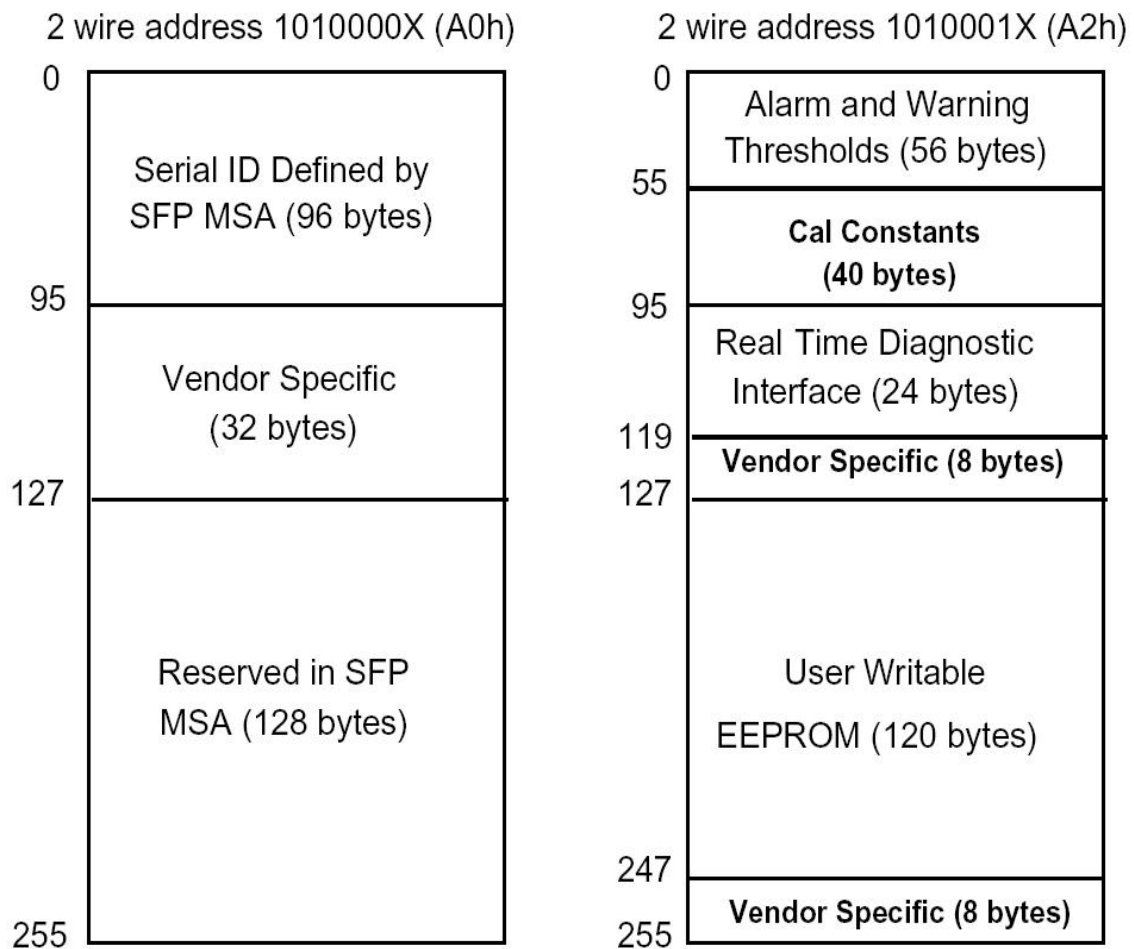 2 wire address 1010000X (A0h)
0
Serial ID Defined by
SFP MSA (96 bytes)
95
Vendor Specific
(32 bytes)
127
Reserved in SFP
MSA (128 bytes)
255
2 wire address 1010001X (A2h)
0
Alarm and Warning
Thresholds (56 bytes)
55
Cal Constants
(40 bytes)
95
Real Time Diagnostic
Interface (24 bytes)
119
Vendor Specific (8 bytes)
127
User Writable
EEPROM (120 bytes)
247
Vendor Specific (8 bytes)
255